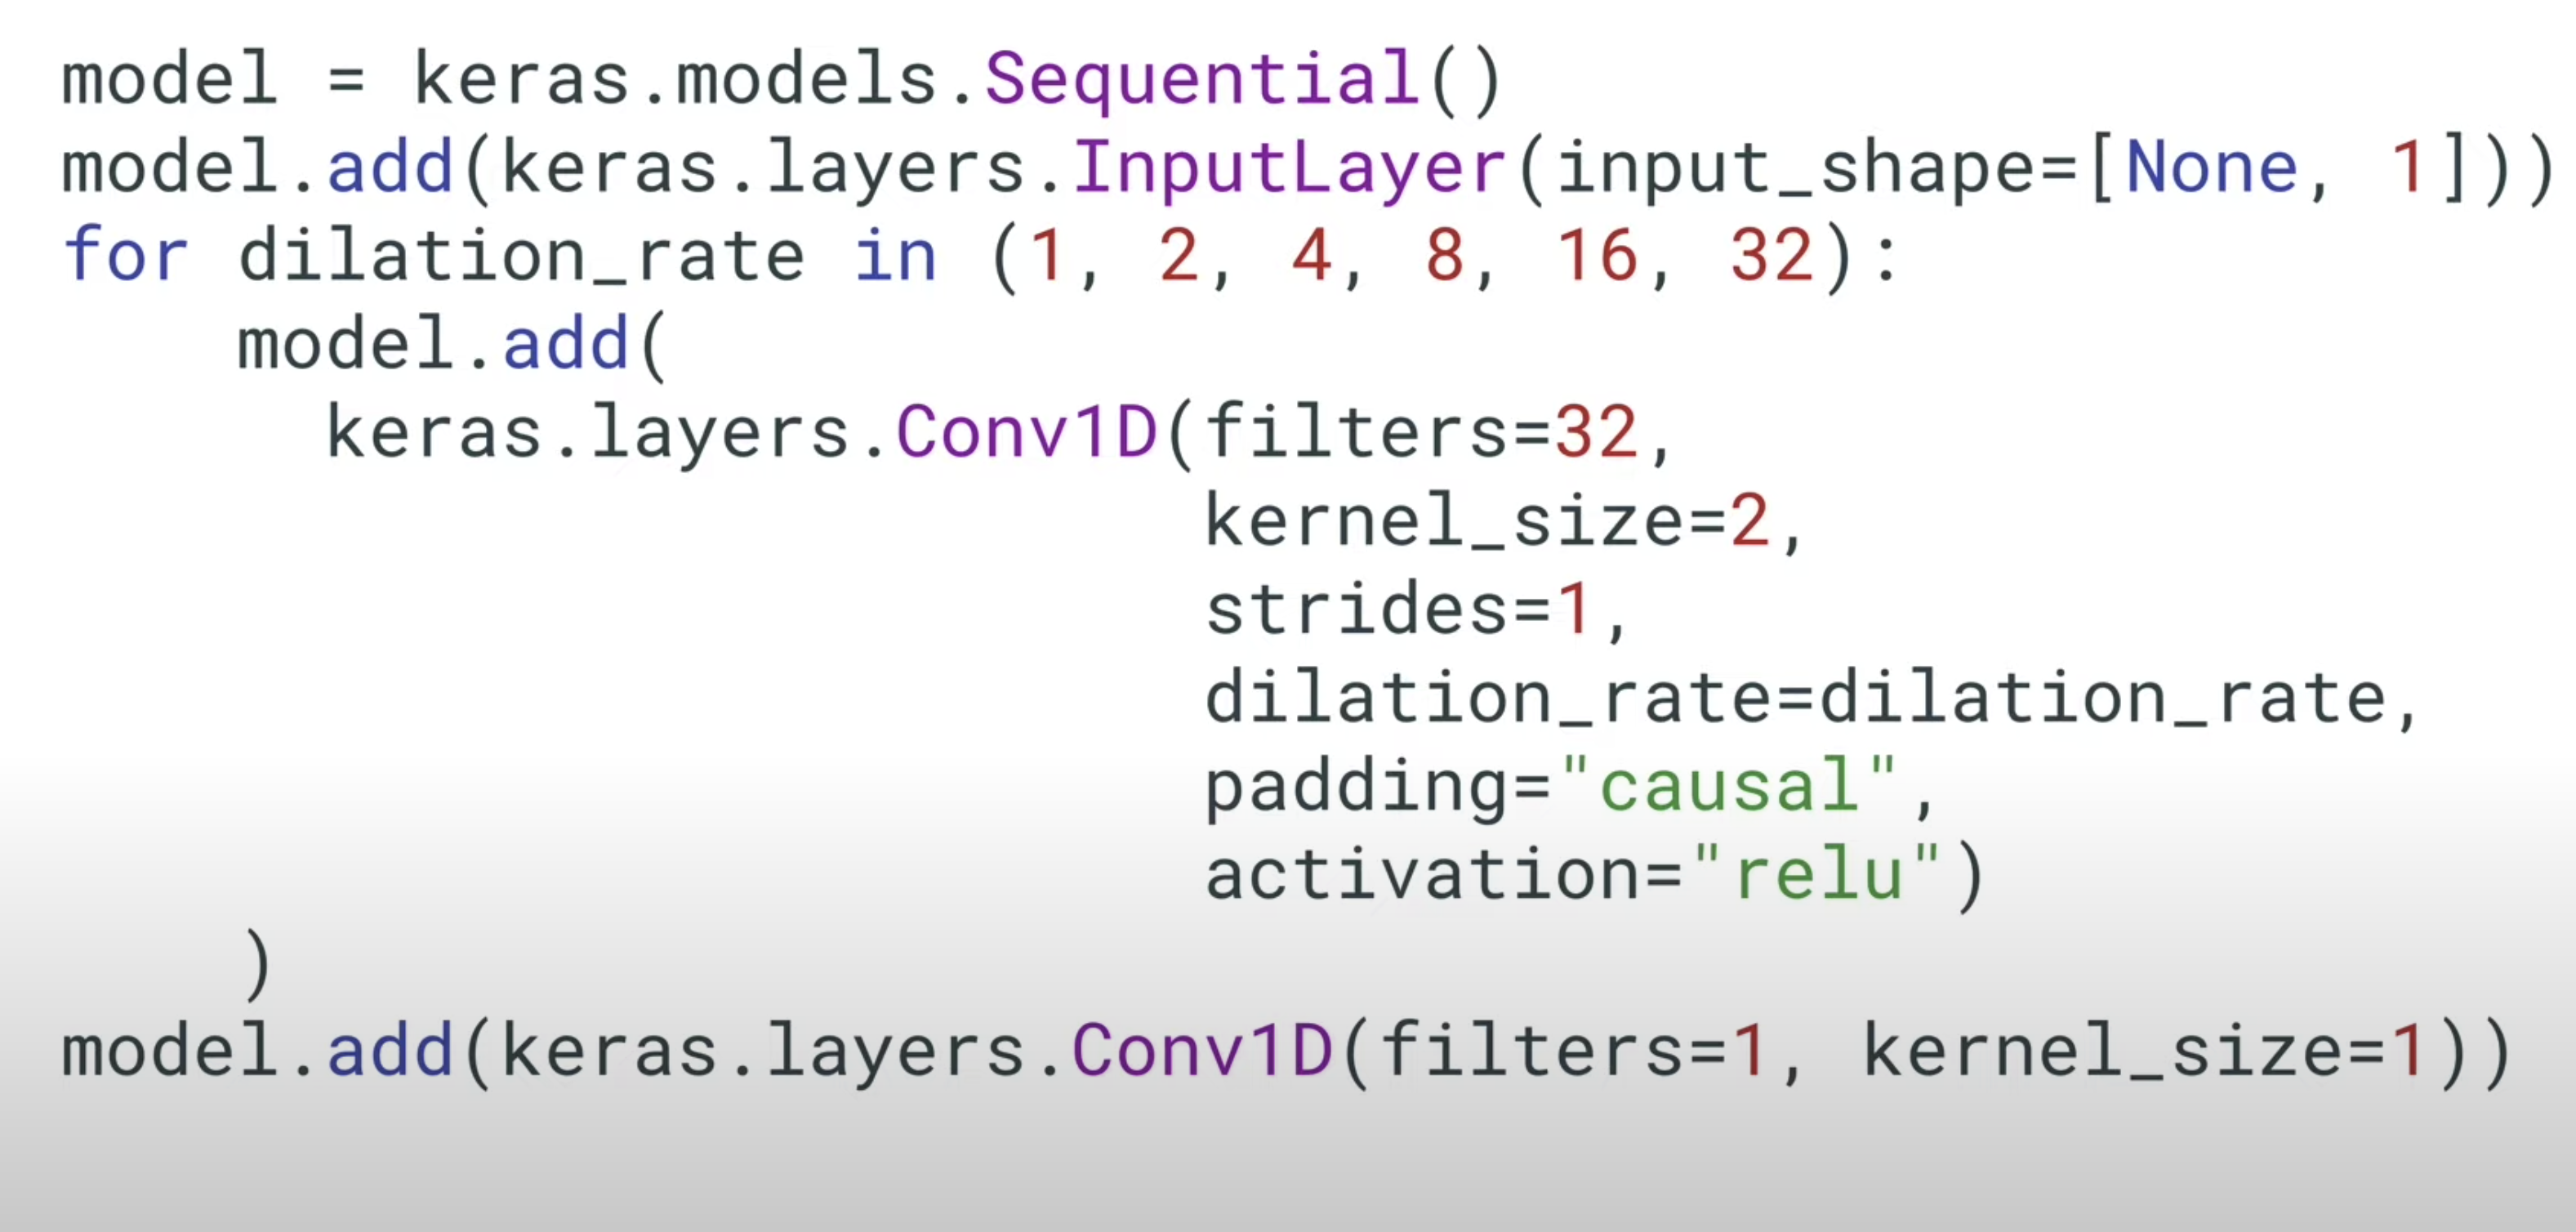 model = keras.models.Sequential()
model.add(keras.layers.InputLayer(input_shape=[None, 1]))
for dilation_rate in (1, 2, 4, 8, 16, 32):
    model.add(
      keras.layers.Conv1D(filters=32,
                          kernel_size=2,
                          strides=1,
                          dilation_rate=dilation_rate,
                          padding="causal",
                          activation="relu")
    )
model.add(keras.layers.Conv1D(filters=1, kernel_size=1))